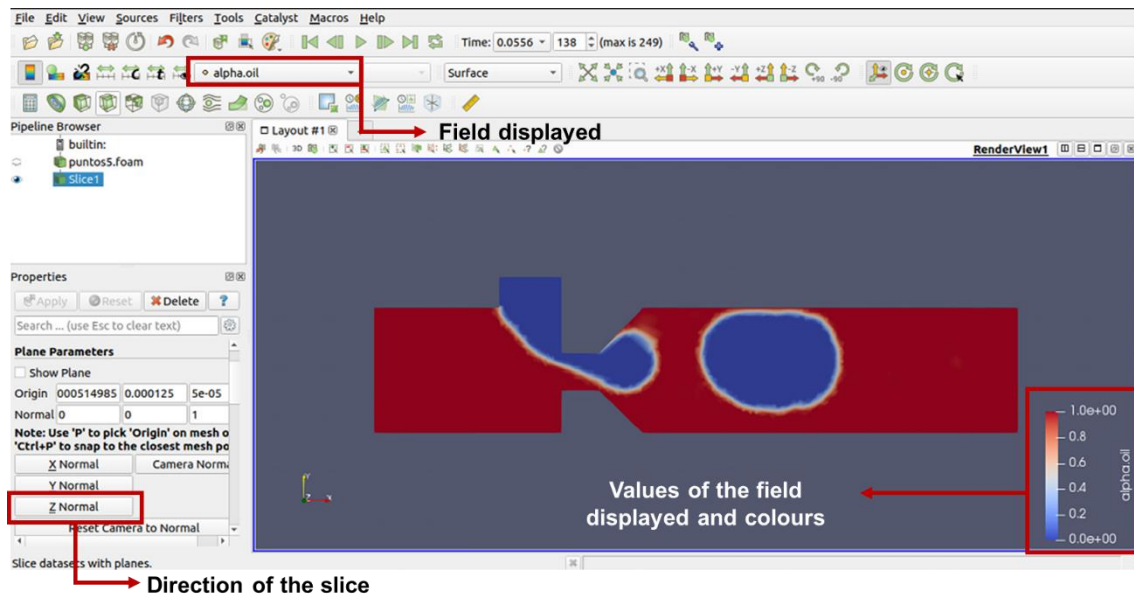 File Edit View Sources Filters Tools Catalyst Macros Help
Time: 0.0556 138 (max is 249)
alpha.oil Surface
Field displayed
Pipeline Browser
Layout #1
builtin:
3D
RenderView1
puntos5.foam
Slice1
Properties
Apply Reset Delete ?
Search ... (use Esc to clear text)
Plane Parameters
Show Plane
Origin 000514985 0.000125 5e-05
Normal 0 0 1
Note: Use 'P' to pick 'Origin' on mesh o
'Ctrl+P' to snap to the closest mesh po
X Normal Camera Norma
Y Normal
Z Normal
Reset Camera to Normal
Y
Z X
Values of the field
displayed and colours
1.0e+00
0.8
0.6
0.4
0.2
0.0e+00
alpha.oil
Slice datasets with planes.
Direction of the slice